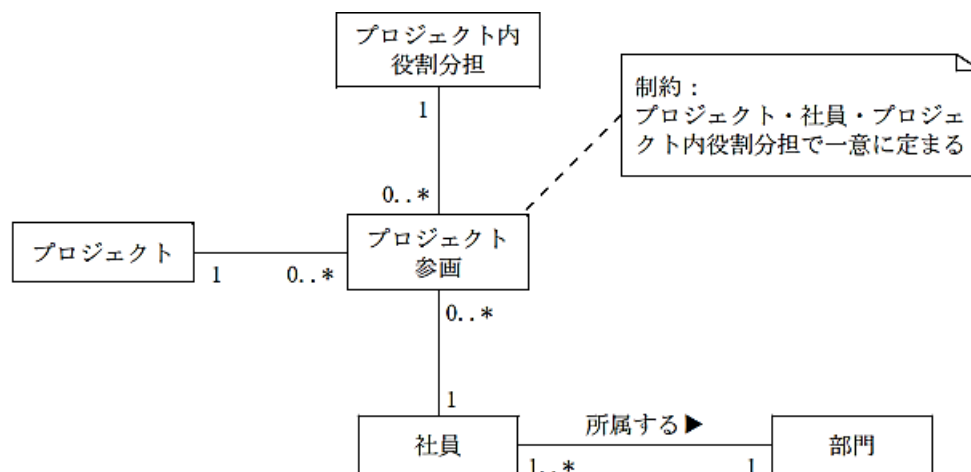 プロジェクト内
役割分担
制約：
プロジェクト・社員・プロジェ
クト内役割分担で一意に定まる
1
0..*
プロジェクト
1
0..*
プロジェクト
参画
0..*
1
社員
所属する▶
部門
1..*
1